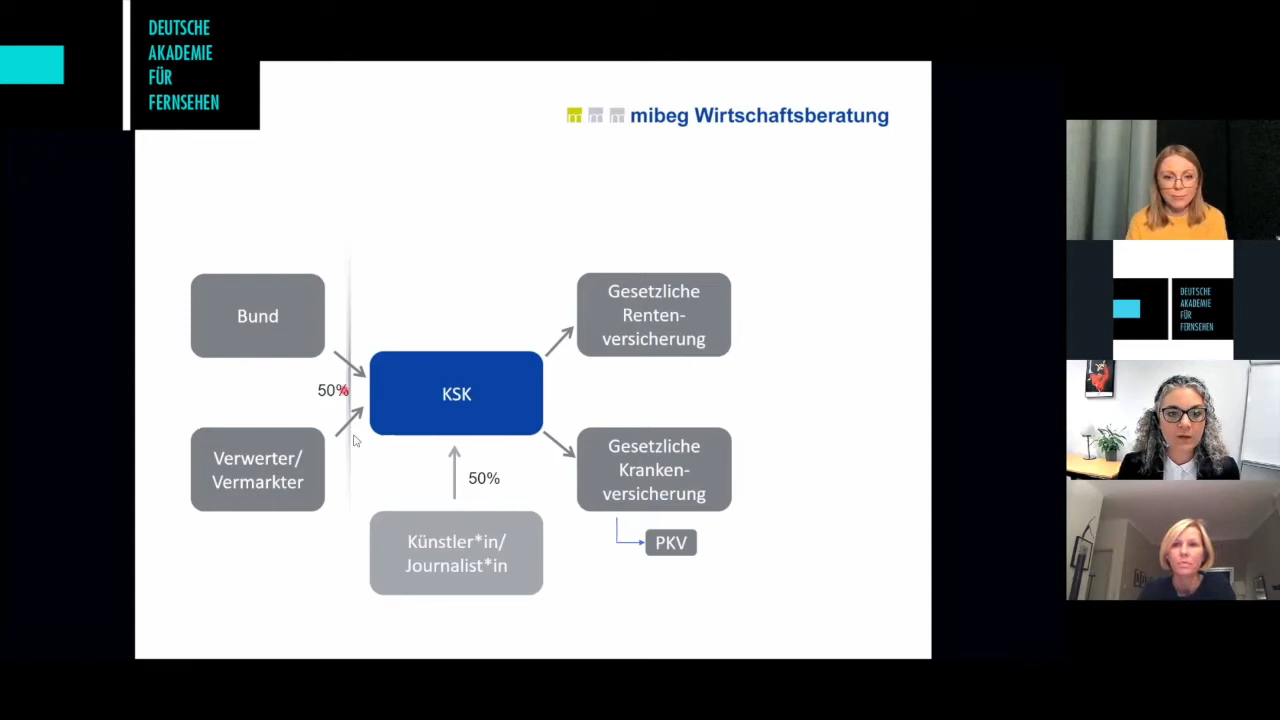 DEUTSCHE
AKADEMIE
FÜR
FERNSEHEN
mibeg Wirtschaftsberatung
Bund
Gesetzliche
Renten-
versicherung
50%
KSK
Verwerter/
Vermarkter
50%
Gesetzliche
Kranken-
versicherung
Künstler*in/
Journalist*in
PKV
DEUTSCHE
AKADEMIE
FÜR
FERNSEHEN